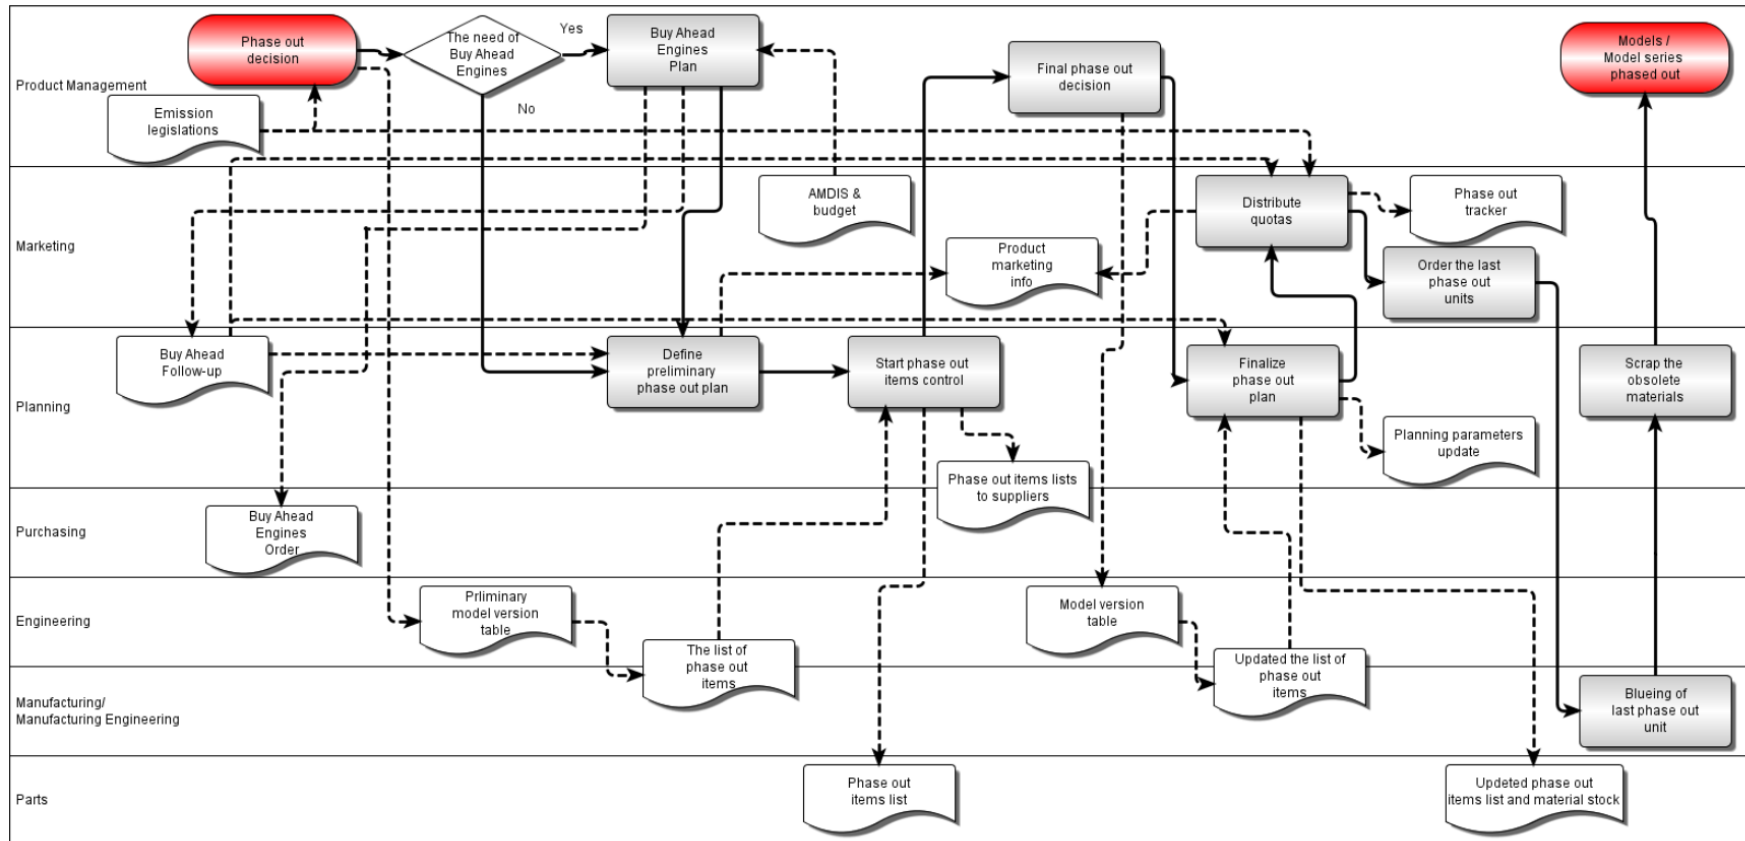 Phase out
decision
The need of
Buy Ahead
Engines
Yes
No
Buy Ahead
Engines
Plan
Final phase out
decision
Models /
Model series
phased out
Product Management
Emission
legislations
AMDIS &
budget
Distribute
quotas
Phase out
tracker
Marketing
Product
marketing
info
Order the last
phase out
units
Buy Ahead
Follow-up
Define
preliminary
phase out plan
Start phase out
items control
Finalize
phase out
plan
Scrap the
obsolete
materials
Planning
Planning parameters
update
Phase out items lists
to suppliers
Purchasing
Buy Ahead
Engines
Order
Engineering
Prliminary
model version
table
Model version
table
The list of
phase out
items
Updated the list of
phase out
items
Manufacturing/
Manufacturing Engineering
Blueing of
last phase out
unit
Parts
Phase out
items list
Updeted phase out
items list and material stock